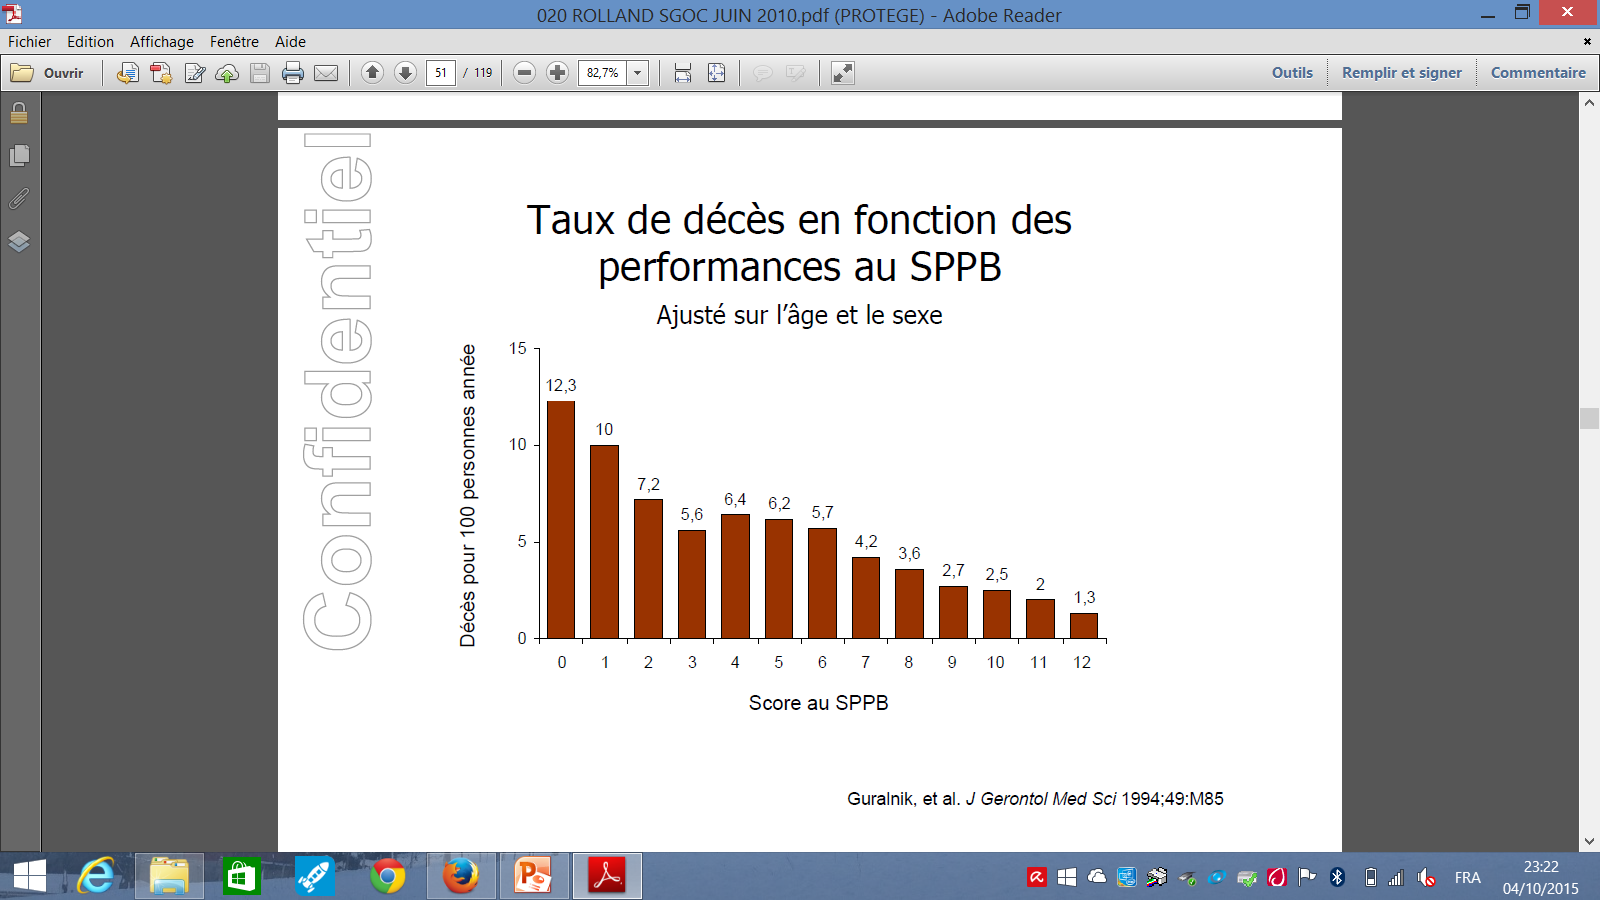 020 ROLLAND SGOC JUIN 2010.pdf (PROTEGE) - Adobe Reader
Fichier Edition Affichage Fenêtre Aide
Ouvrir 51 / 119 82,7% Outils Remplir et signer Commentaire
Confidentiel
Taux de décès en fonction des
performances au SPPB
Ajusté sur l’âge et le sexe
Décès pour 100 personnes année
15
10
5
0
12,3
10
7,2
5,6
6,4
6,2
5,7
4,2
3,6
2,7
2,5
2
1,3
0 1 2 3 4 5 6 7 8 9 10 11 12
Score au SPPB
Guralnik, et al. J Gerontol Med Sci 1994;49:M85
FRA
23:22
04/10/2015